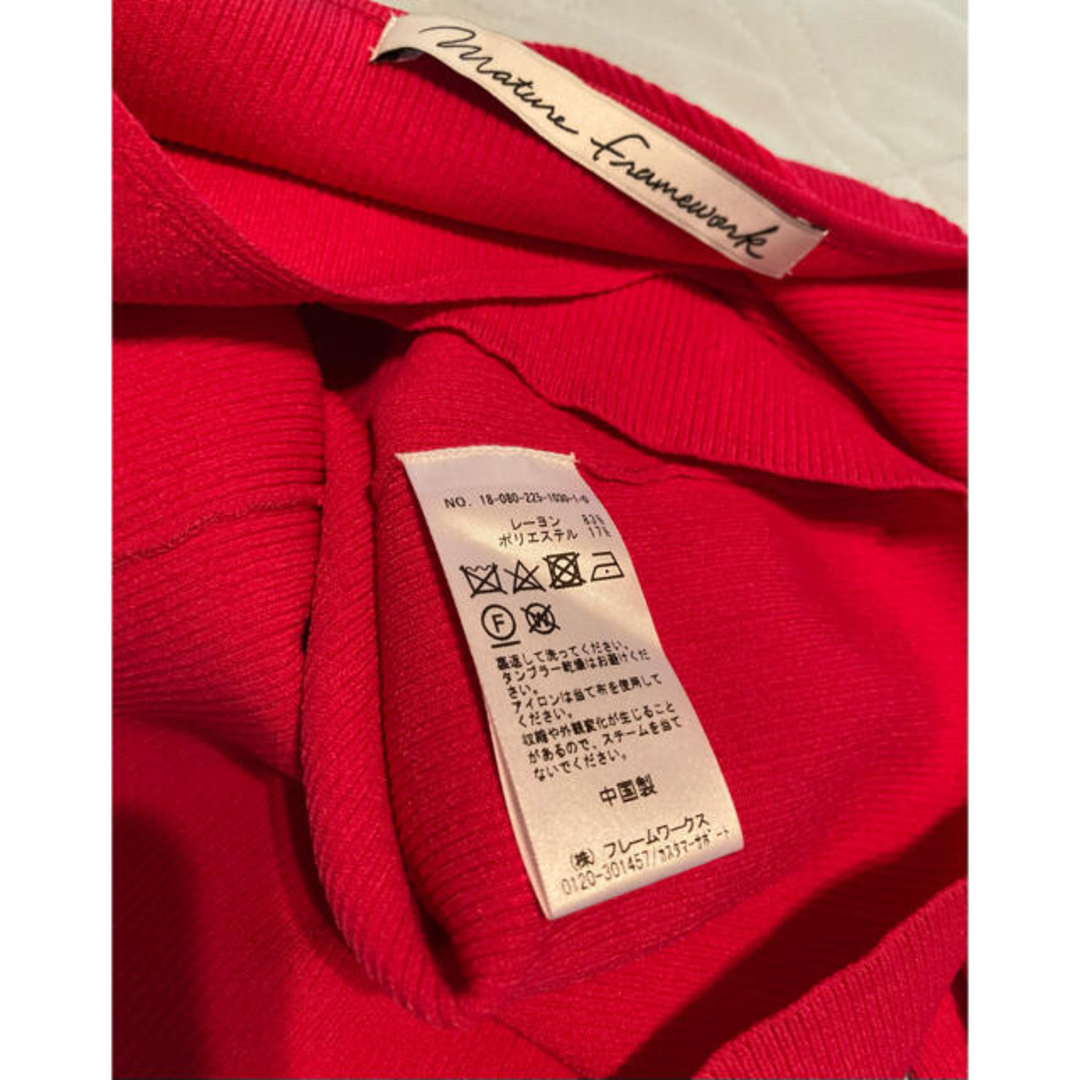 mature framework
NO. 18-080-225-1030-1-0
レーヨン 83%
ポリエステル 17%
F
W
裏返して洗ってください。
タンブラー乾燥はお避けくだ
さい。
アイロンは当て布を使用して
ください。
収縮や外観変化が生じること
があるので、スチームを当て
ないでください。
中国製
(株) フレームワークス
0120-301457/カスタマーサポート